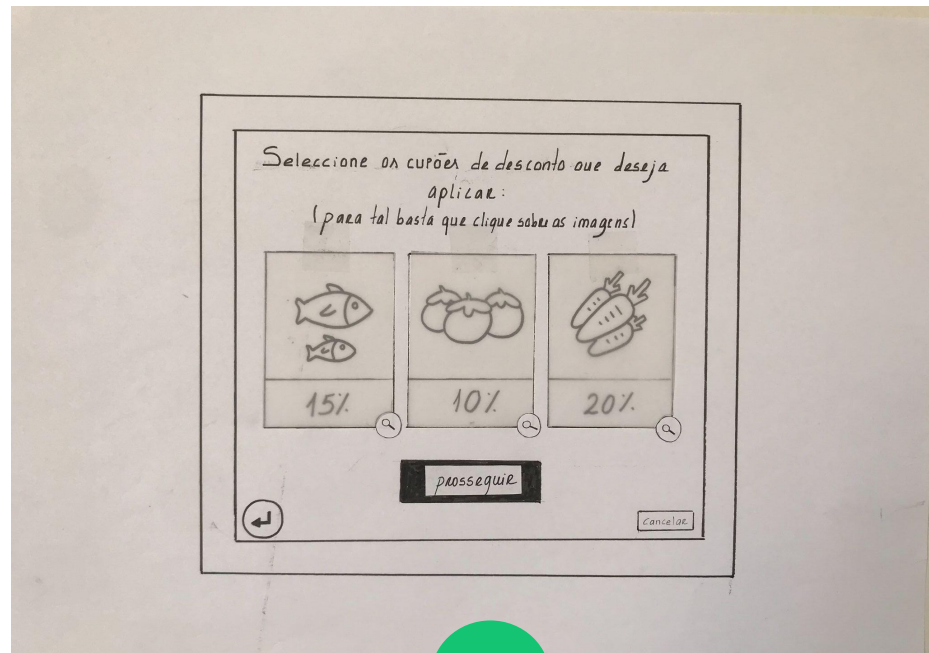 Seleccione os cupões de desconto que deseja
aplicar:
(para tal basta que clique sobre as imagens)
15%
10%
20%
prosseguir
cancelar